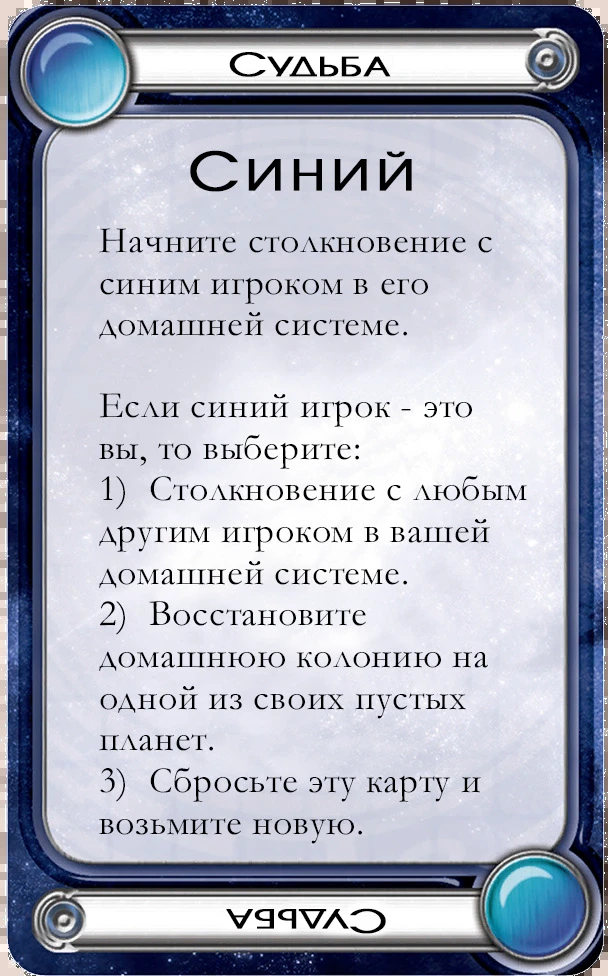 Судьба
Синий
Начните столкновение с
синим игроком в его
домашней системе.
Если синий игрок - это
вы, то выберите:
1) Столкновение с любым
другим игроком в вашей
домашней системе.
2) Восстановите
домашнюю колонию на
одной из своих пустых
планет.
3) Сбросьте эту карту и
возьмите новую.
Судьба